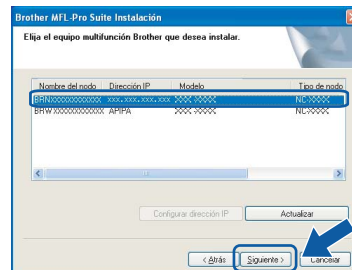 Brother MFL-Pro Suite Instalación
Elija el equipo multifunción Brother que desea instalar.
Nombre del nodo Dirección IP Modelo Tipo de nodo
BRNXXXXXXXXXXXX xxx.xxx.xxx.xxx XXX XXXX NC-XXXX
BRWXXXXXXXXXXXX APIPA XXX XXXX NC-XXXX
Configurar dirección IP Actualizar
< Atrás Siguiente > Cancelar